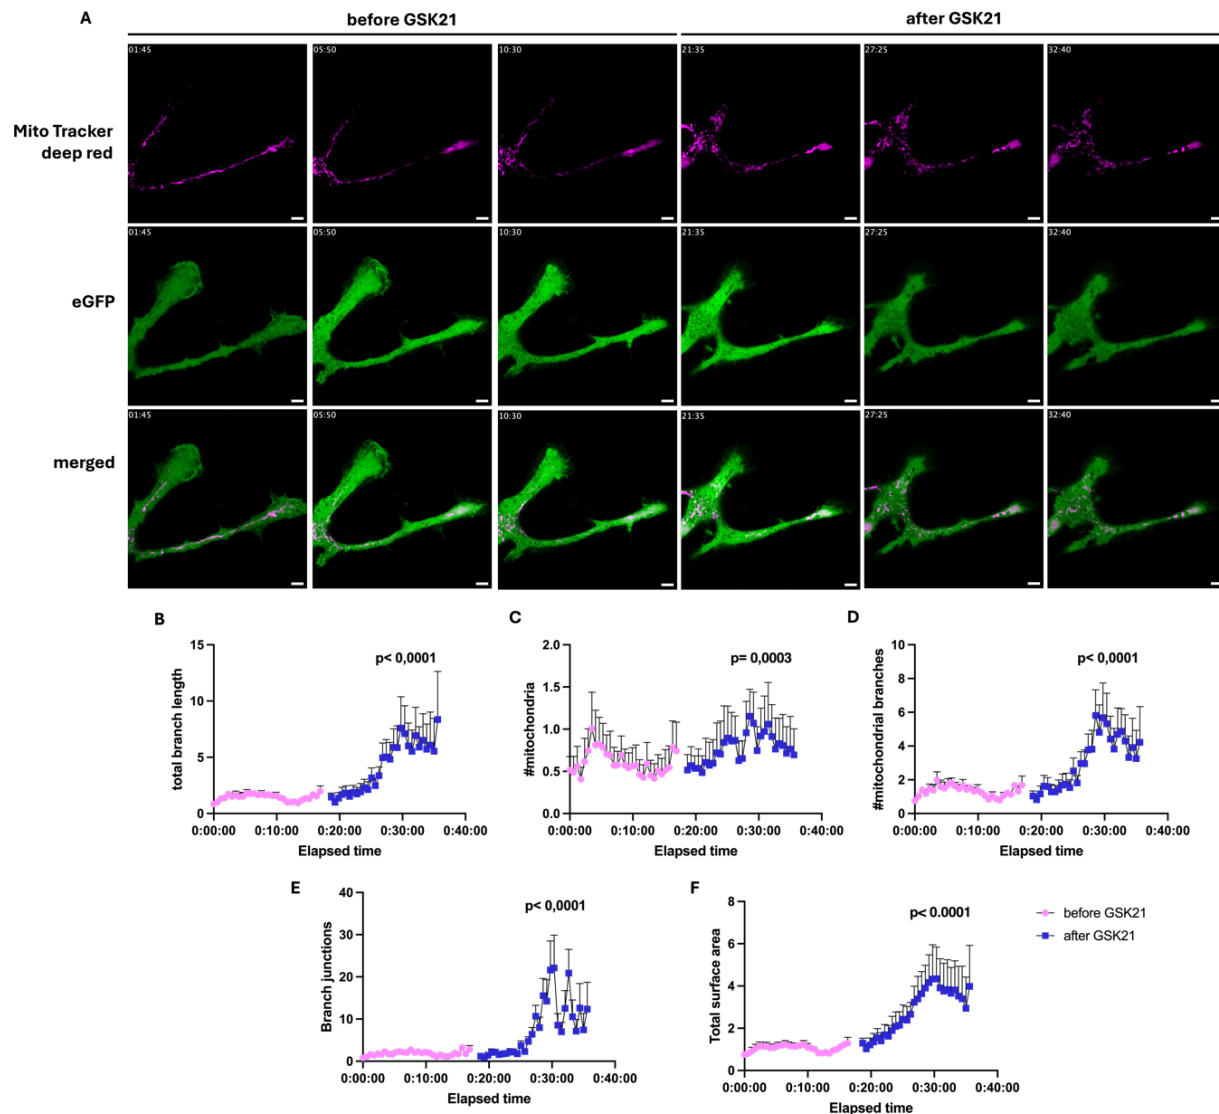 A
before GSK21
after GSK21
Mito Tracker
deep red
01:45
05:50
10:30
21:35
27:25
32:40
eGFP
01:45
05:50
10:30
21:35
27:25
32:40
merged
01:45
05:50
10:30
21:35
27:25
32:40
B
total branch length
15
10
5
0
p< 0,0001
0:00:00
0:10:00
0:20:00
0:30:00
0:40:00
Elapsed time
C
#mitochondria
2.0
1.5
1.0
0.5
0.0
p= 0,0003
0:00:00
0:10:00
0:20:00
0:30:00
0:40:00
Elapsed time
D
#mitochondrial branches
10
8
6
4
2
0
p< 0,0001
0:00:00
0:10:00
0:20:00
0:30:00
0:40:00
Elapsed time
E
Branch junctions
40
30
20
10
0
p< 0,0001
0:00:00
0:10:00
0:20:00
0:30:00
0:40:00
Elapsed time
F
Total surface area
8
6
4
2
0
p< 0.0001
0:00:00
0:10:00
0:20:00
0:30:00
0:40:00
Elapsed time
before GSK21
after GSK21